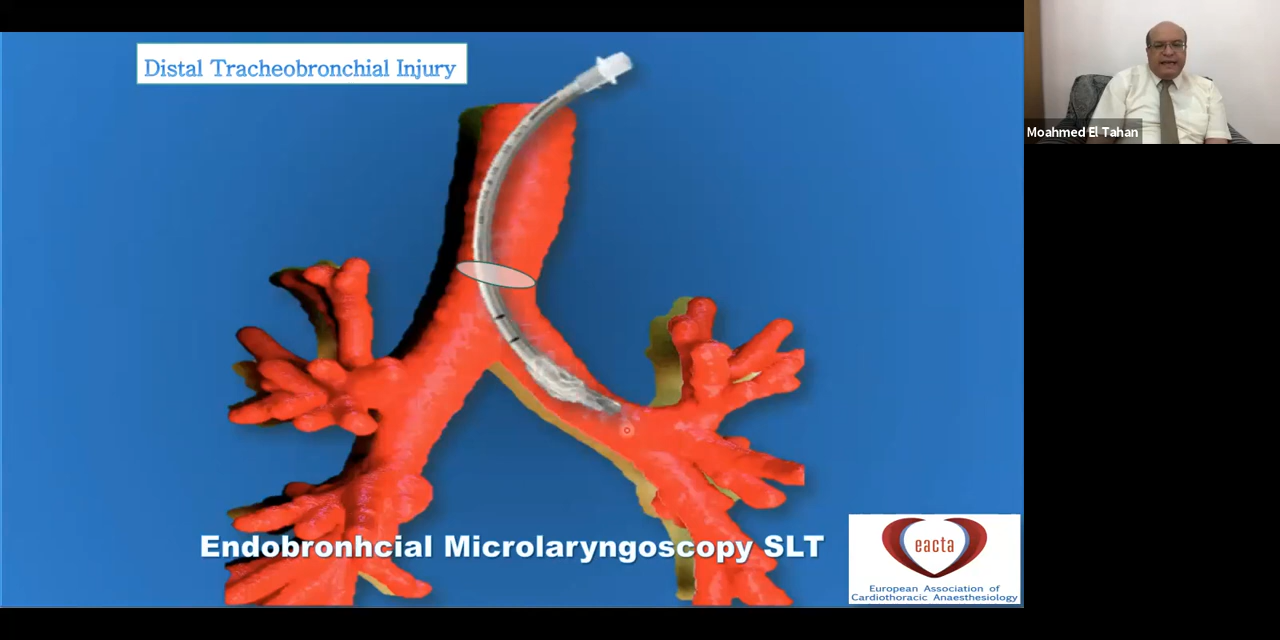 Distal Tracheobronchial Injury
Moahmed El Tahan
Endobronhcial Microlaryngoscopy SLT
eacta
European Association of
Cardiothoracic Anaesthesiology